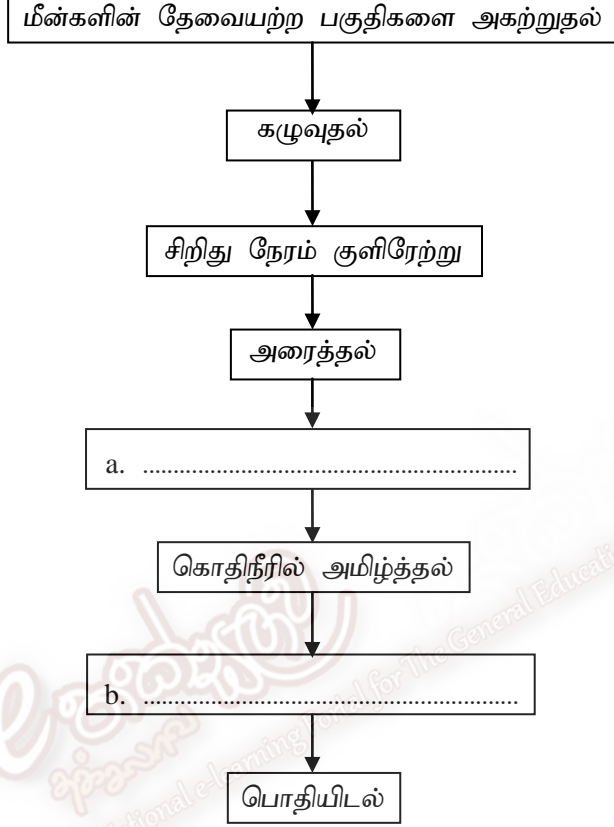 மீன்களின் தேவையற்ற பகுதிகளை அகற்றுதல்
கழுவுதல்
சிறிது நேரம் குளிரேற்று
அரைத்தல்
a. ..............................................................
கொதிநீரில் அமிழ்த்தல்
b. ..............................................................
பொதியிடல்